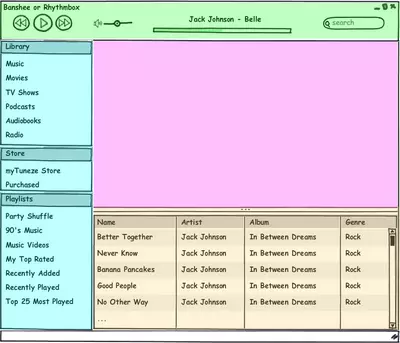 Banshee or Rhythmbox
Jack Johnson - Belle
search
Library
Music
Movies
TV Shows
Podcasts
Audiobooks
Radio
Store
myTuneze Store
Purchased
Playlists
Party Shuffle
90's Music
Music Videos
My Top Rated
Recently Added
Recently Played
Top 25 Most Played
Name Artist Album Genre
Better Together Jack Johnson In Between Dreams Rock
Never Know Jack Johnson In Between Dreams Rock
Banana Pancakes Jack Johnson In Between Dreams Rock
Good People Jack Johnson In Between Dreams Rock
No Other Way Jack Johnson In Between Dreams Rock
...